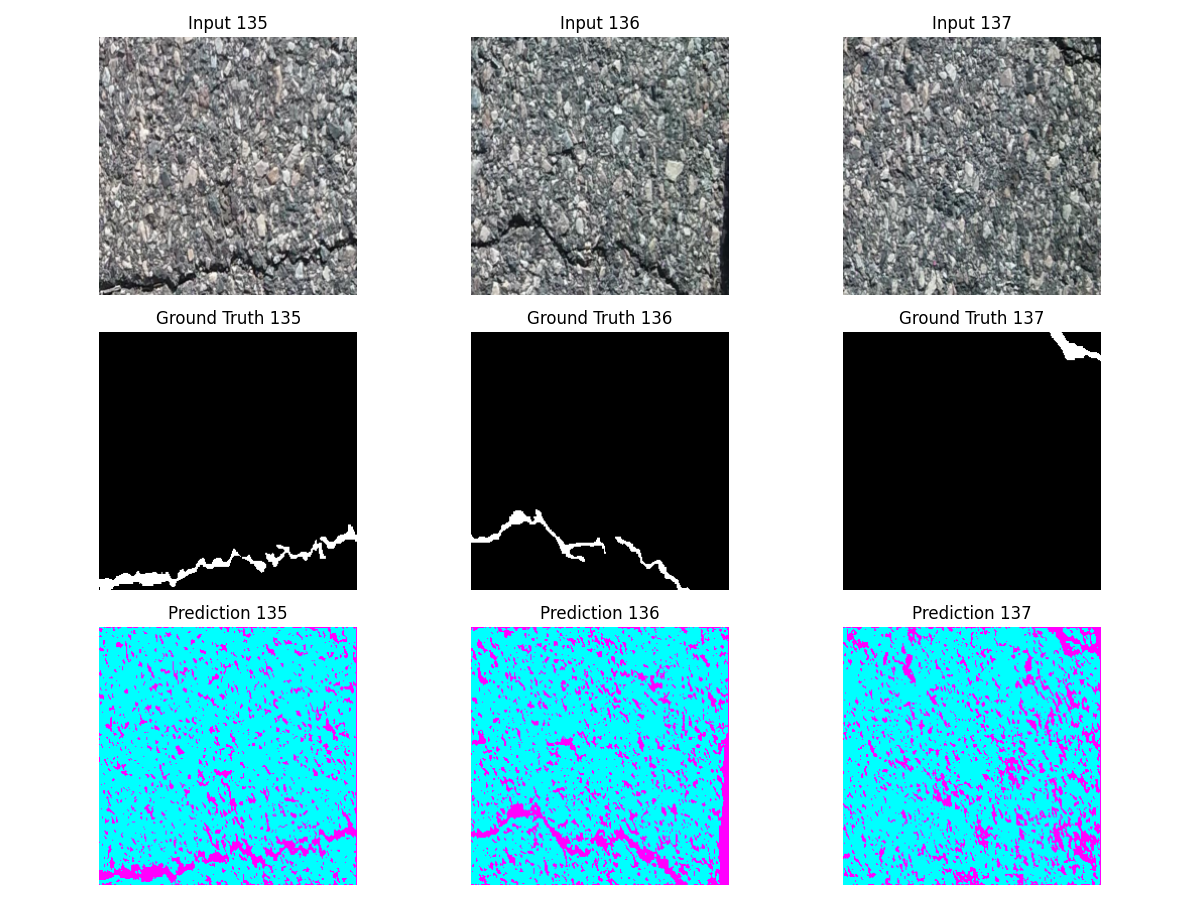 Input 135
Input 136
Input 137
Ground Truth 135
Ground Truth 136
Ground Truth 137
Prediction 135
Prediction 136
Prediction 137